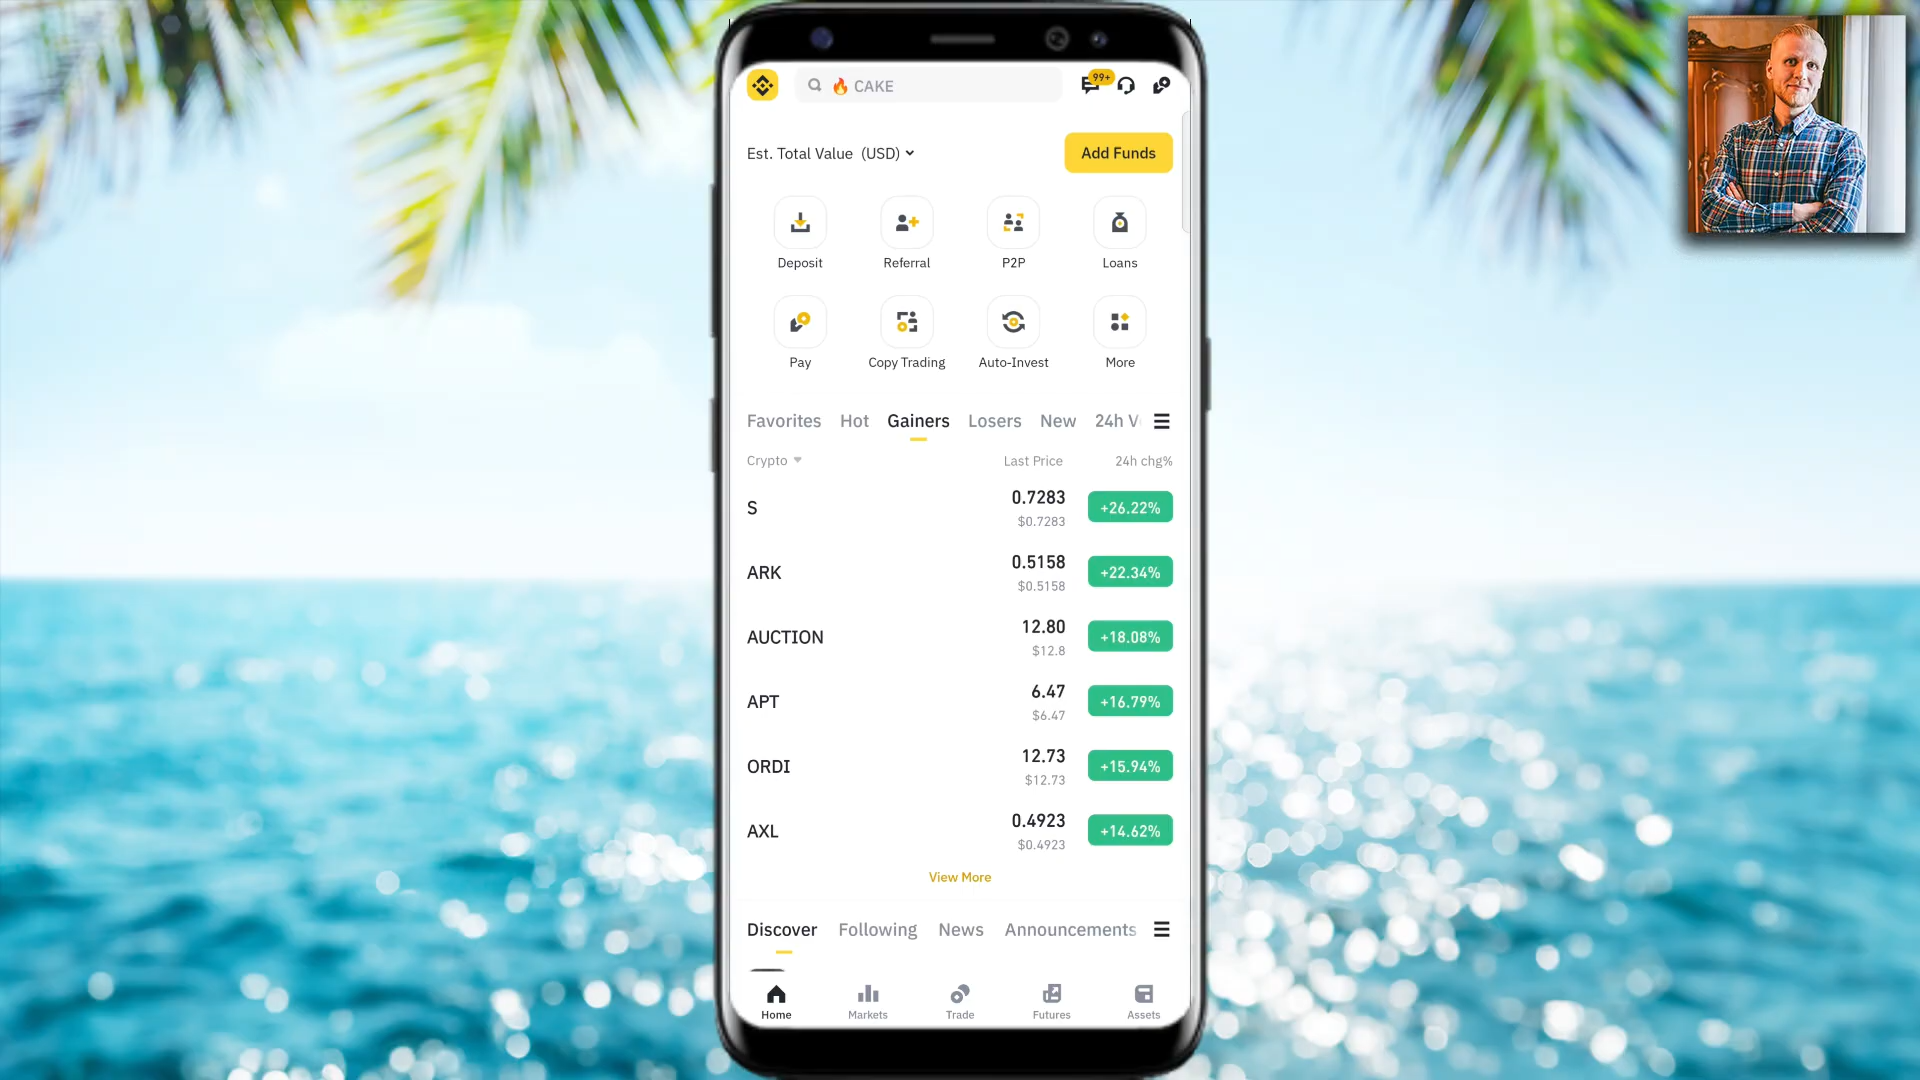 CAKE
99+
Est. Total Value (USD)
Add Funds
Deposit
Referral
P2P
Loans
Pay
Copy Trading
Auto-Invest
More
Favorites Hot Gainers Losers New 24h V
Crypto Last Price 24h chg%
S 0.7283 +26.22%
$0.7283
ARK 0.5158 +22.34%
$0.5158
AUCTION 12.80 +18.08%
$12.8
APT 6.47 +16.79%
$6.47
ORDI 12.73 +15.94%
$12.73
AXL 0.4923 +14.62%
$0.4923
View More
Discover Following News Announcements
Home Markets Trade Futures Assets